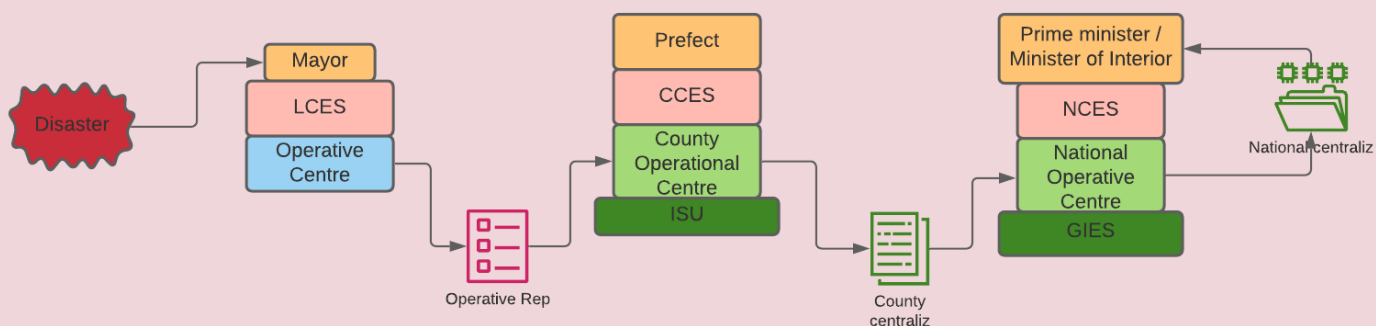 Disaster
Mayor
LCES
Operative
Centre
Operative Rep
Prefect
CCES
County
Operational
Centre
ISU
County
centraliz
Prime minister /
Minister of Interior
NCES
National
Operative
Centre
GIES
National centraliz